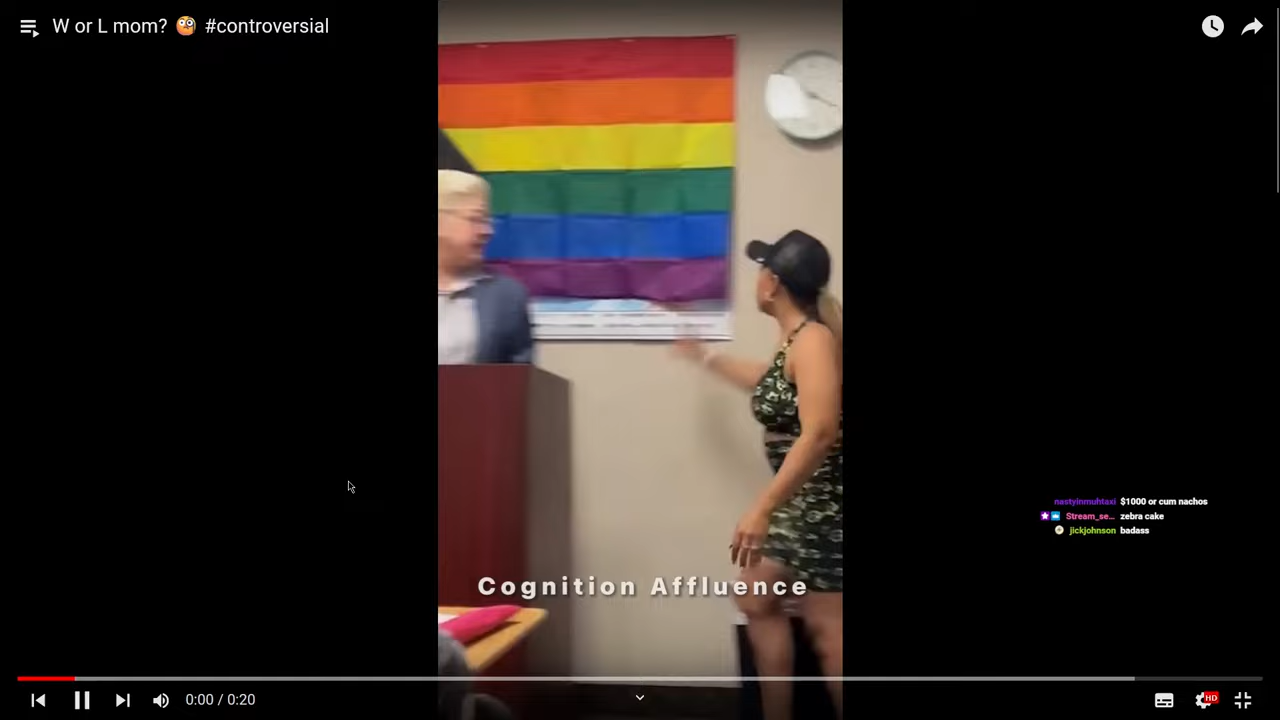 W or L mom? 🧐 #controversial
nastyinmuhtaxi $1000 or cum nachos
Stream_se... zebra cake
jickjohnson badass
Cognition Affluence
0:00 / 0:20
HD